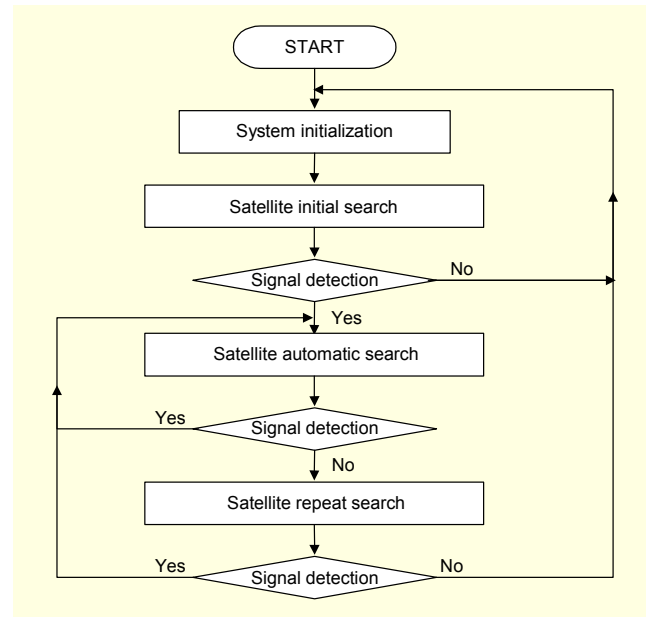 START
System initialization
Satellite initial search
Signal detection
No
Yes
Satellite automatic search
Yes
Signal detection
No
Satellite repeat search
Yes
Signal detection
No